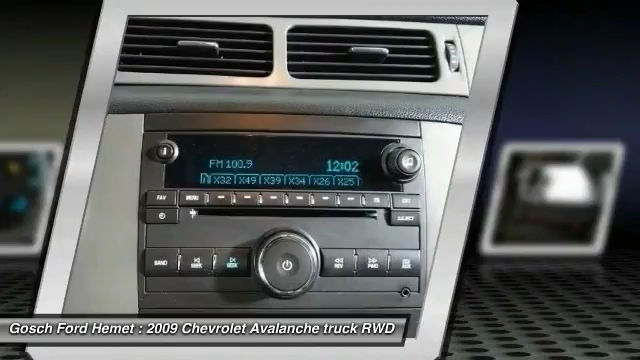 FM 100.9 12:02
X32 X49 X39 X34 X26 X25
FAV MENU
EJECT
BAND SEEK SEEK REV FWD
Gosch Ford Hemet : 2009 Chevrolet Avalanche truck RWD